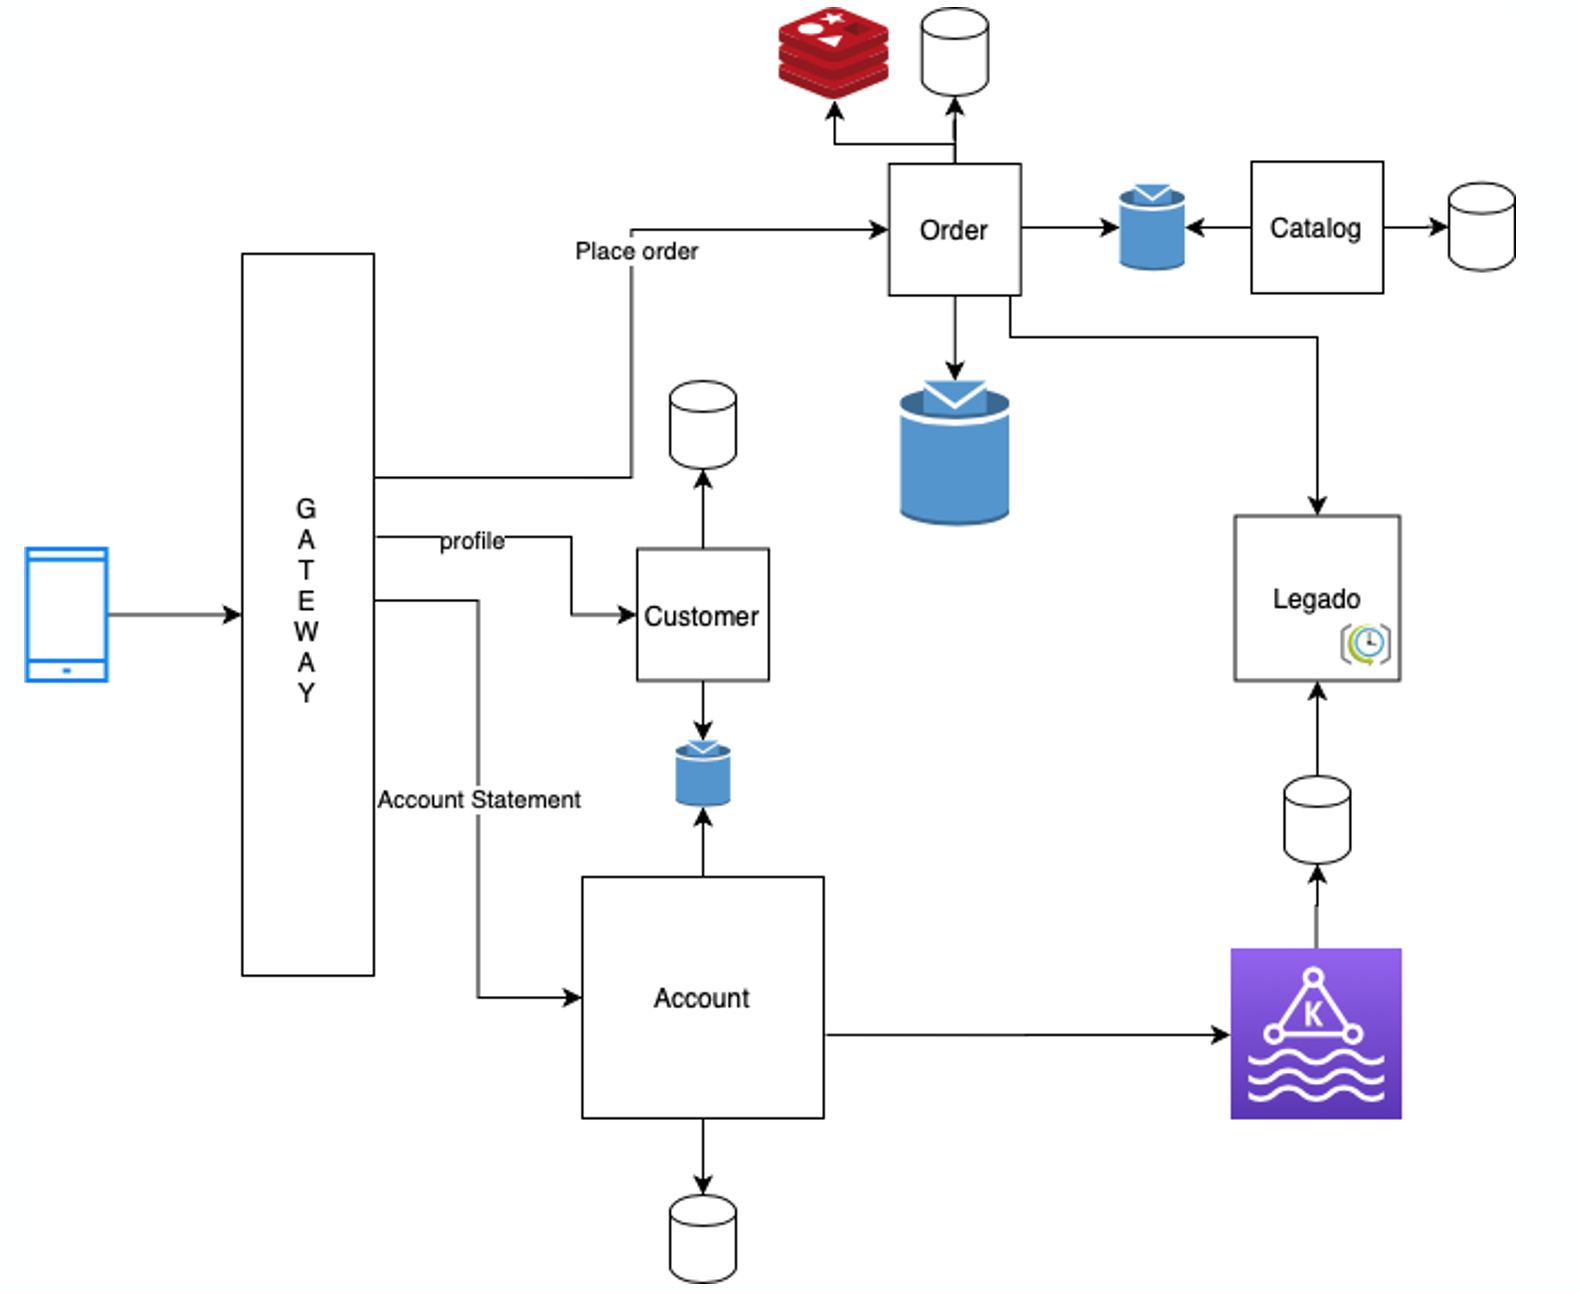 Order
Catalog
Place order
G
A
T
E
W
A
Y
profile
Customer
Legado
Account Statement
Account
K